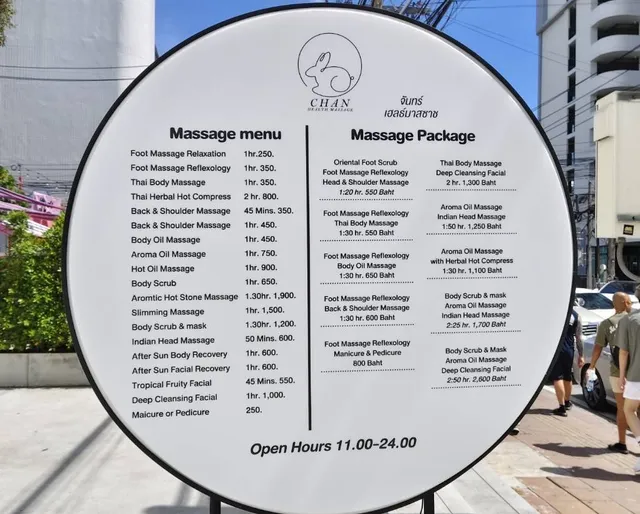 CHAN
HEALTH MASSAGE
จันทร์
เฮลธ์มาสซาช
Massage menu
Foot Massage Relaxation 1hr.250.
Foot Massage Reflexology 1hr. 350.
Thai Body Massage 1hr. 350.
Thai Herbal Hot Compress 2 hr. 800.
Back & Shoulder Massage 45 Mins. 350.
Back & Shoulder Massage 1hr. 450.
Body Oil Massage 1hr. 450.
Aroma Oil Massage 1hr. 750.
Hot Oil Massage 1hr. 900.
Body Scrub 1hr. 650.
Aromtic Hot Stone Massage 1.30hr. 1,900.
Slimming Massage 1hr. 1,500.
Body Scrub & mask 1.30hr. 1,200.
Indian Head Massage 50 Mins. 600.
After Sun Body Recovery 1hr. 600.
After Sun Facial Recovery 1hr. 600.
Tropical Fruity Facial 45 Mins. 550.
Deep Cleansing Facial 1hr. 1,000.
Maicure or Pedicure 250.
Massage Package
Oriental Foot Scrub
Foot Massage Reflexology
Head & Shoulder Massage
1:20 hr. 550 Baht
Foot Massage Reflexology
Thai Body Massage
1:30 hr. 550 Baht
Foot Massage Reflexology
Body Oil Massage
1:30 hr. 650 Baht
Foot Massage Reflexology
Back & Shoulder Massage
1:30 hr. 600 Baht
Foot Massage Reflexology
Manicure & Pedicure
800 Baht
Thai Body Massage
Deep Cleansing Facial
2 hr. 1,300 Baht
Aroma Oil Massage
Indian Head Massage
1:50 hr. 1,250 Baht
Aroma Oil Massage
with Herbal Hot Compress
1:30 hr. 1,100 Baht
Body Scrub & mask
Aroma Oil Massage
Indian Head Massage
2:25 hr. 1,700 Baht
Body Scrub & Mask
Aroma Oil Massage
Deep Cleansing Facial
2:50 hr. 2,600 Baht
Open Hours 11.00-24.00